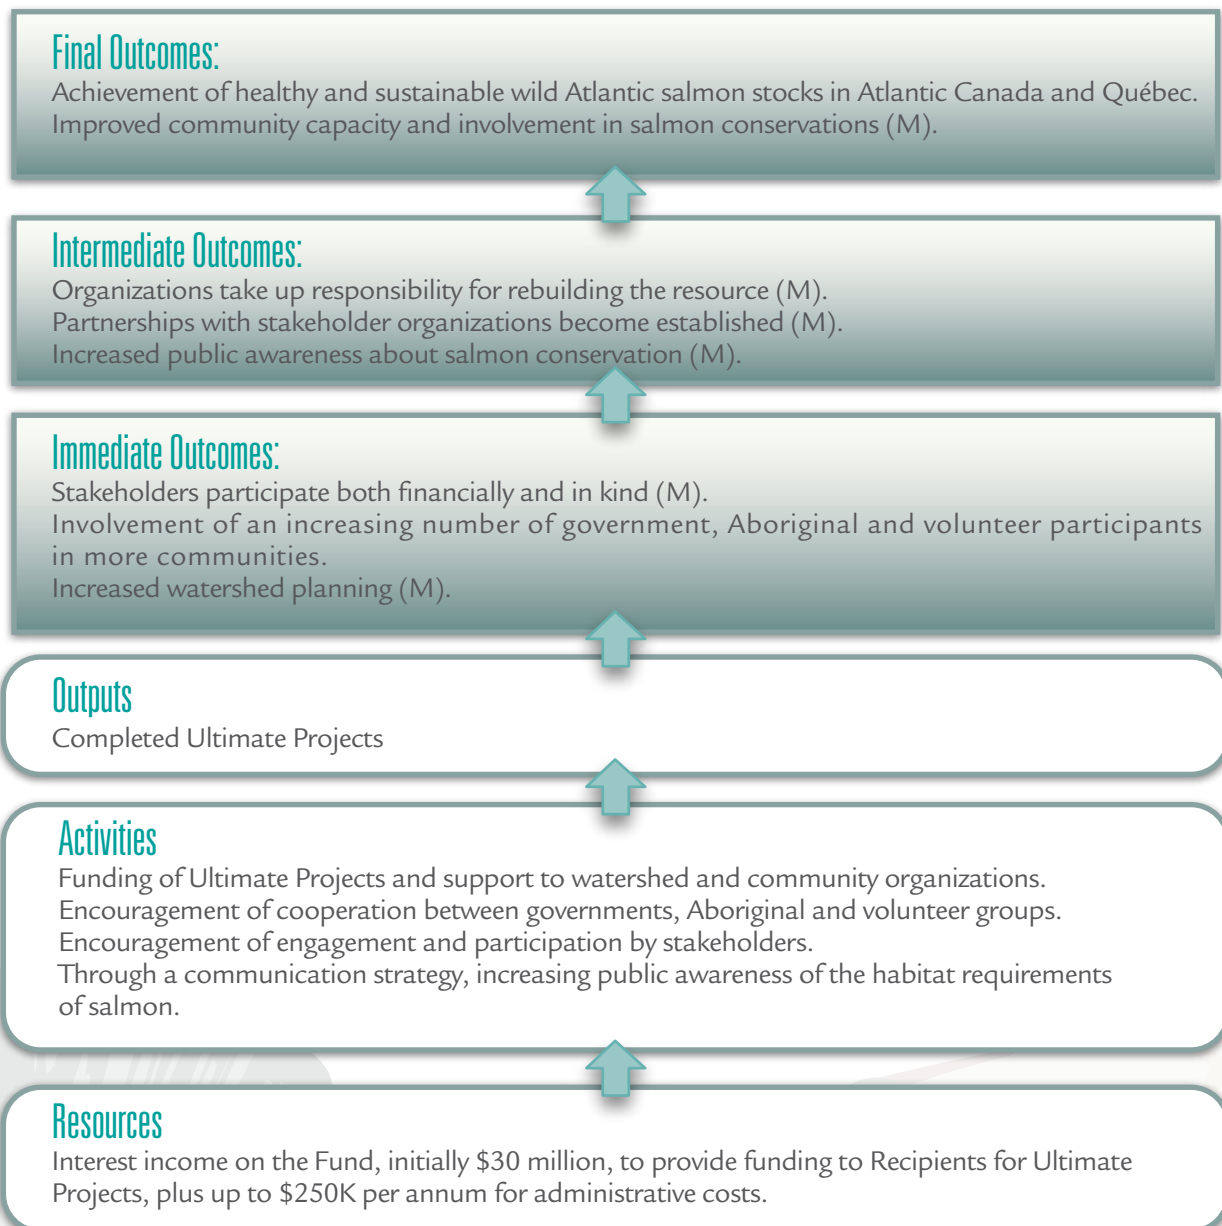 Final Outcomes:
Achievement of healthy and sustainable wild Atlantic salmon stocks in Atlantic Canada and Québec.
Improved community capacity and involvement in salmon conservations (M).
Intermediate Outcomes:
Organizations take up responsibility for rebuilding the resource (M).
Partnerships with stakeholder organizations become established (M).
Increased public awareness about salmon conservation (M).
Immediate Outcomes:
Stakeholders participate both financially and in kind (M).
Involvement of an increasing number of government, Aboriginal and volunteer participants
in more communities.
Increased watershed planning (M).
Outputs
Completed Ultimate Projects
Activities
Funding of Ultimate Projects and support to watershed and community organizations.
Encouragement of cooperation between governments, Aboriginal and volunteer groups.
Encouragement of engagement and participation by stakeholders.
Through a communication strategy, increasing public awareness of the habitat requirements
of salmon.
Resources
Interest income on the Fund, initially $30 million, to provide funding to Recipients for Ultimate
Projects, plus up to $250K per annum for administrative costs.